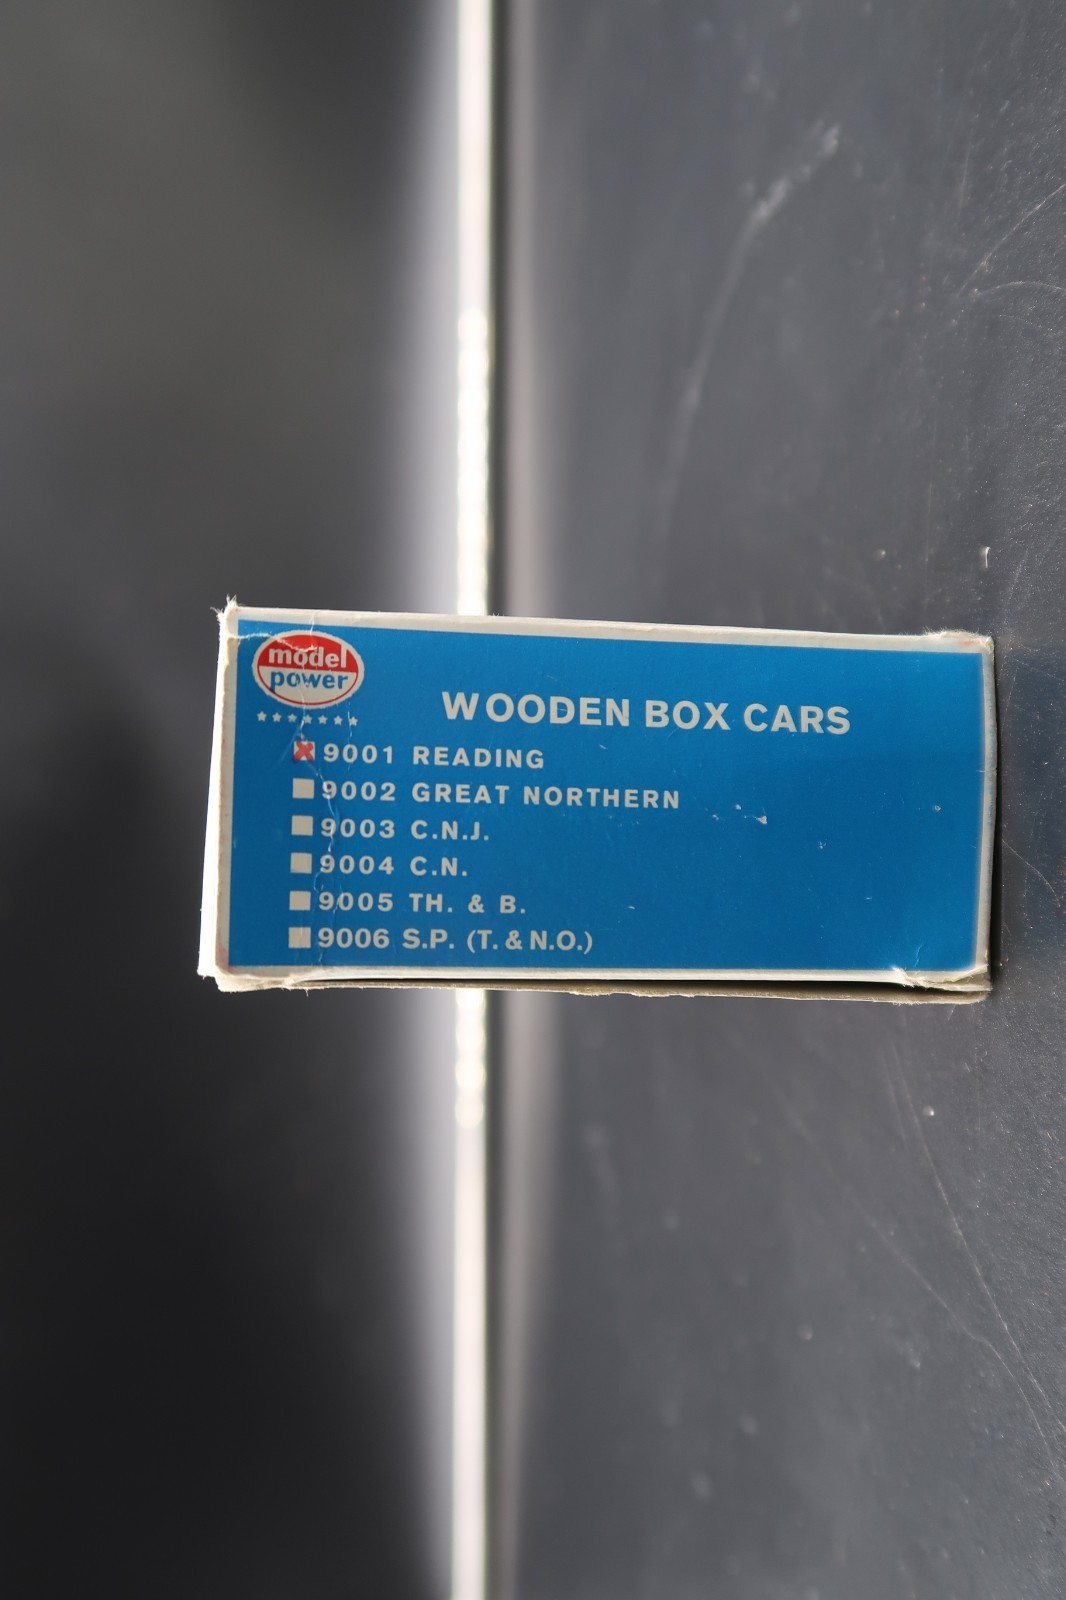 model
power
WOODEN BOX CARS
9001 READING
9002 GREAT NORTHERN
9003 C.N.J.
9004 C.N.
9005 TH. & B.
9006 S.P. (T. & N.O.)